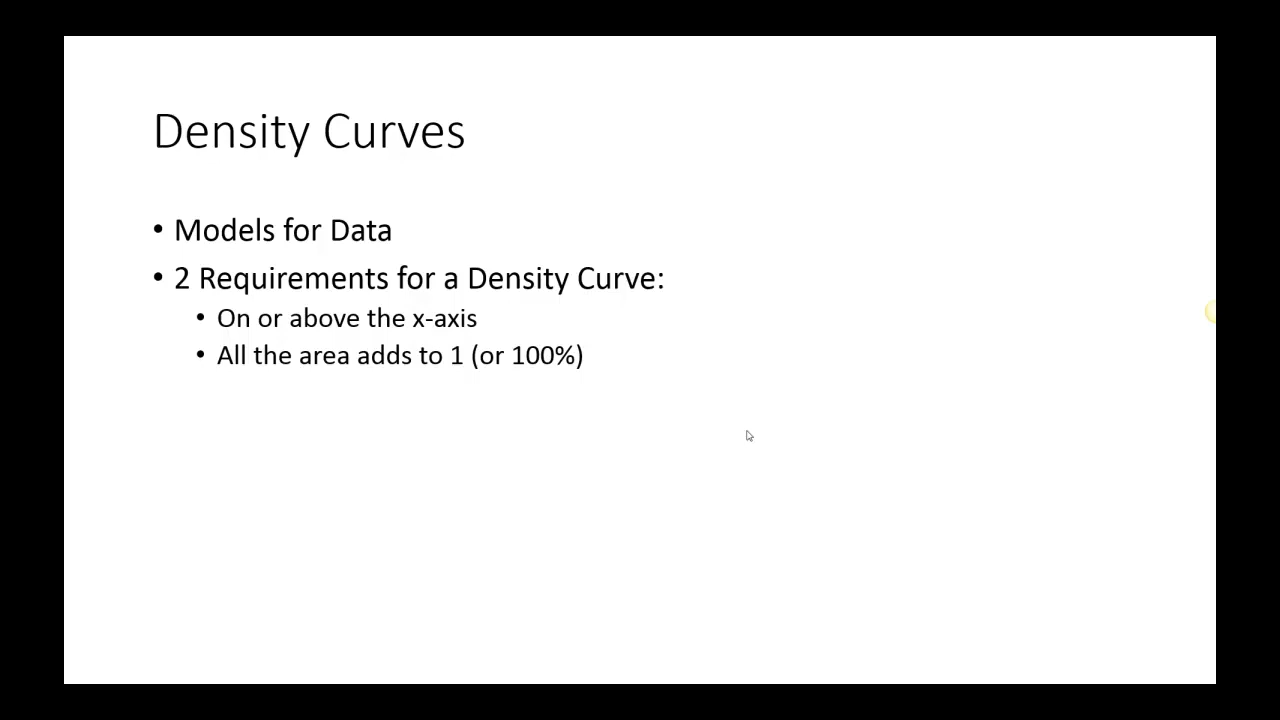 Density Curves
• Models for Data
• 2 Requirements for a Density Curve:
• On or above the x-axis
• All the area adds to 1 (or 100%)